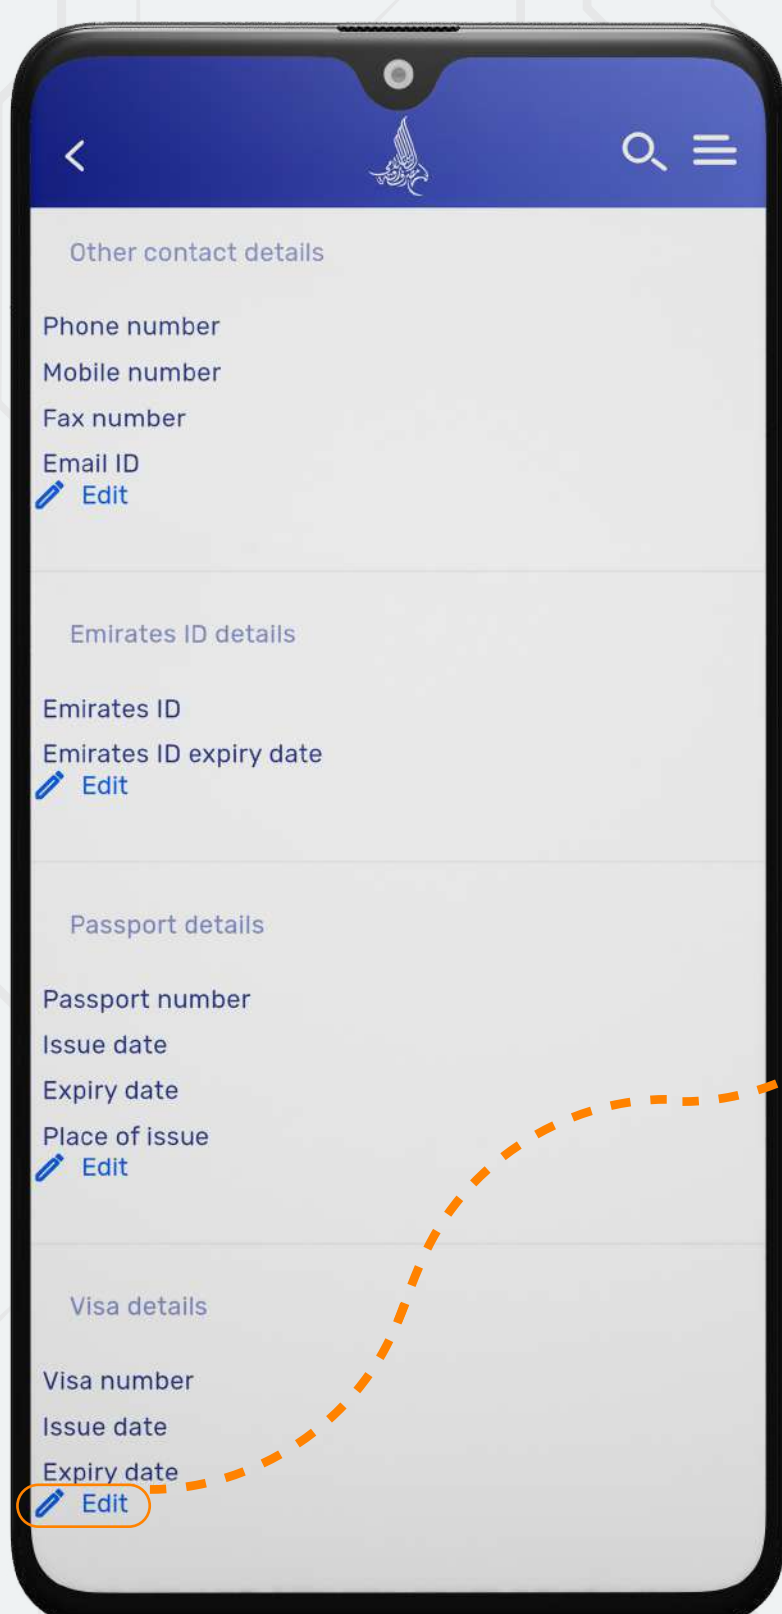 Other contact details
Phone number
Mobile number
Fax number
Email ID
Edit
Emirates ID details
Emirates ID
Emirates ID expiry date
Edit
Passport details
Passport number
Issue date
Expiry date
Place of issue
Edit
Visa details
Visa number
Issue date
Expiry date
Edit